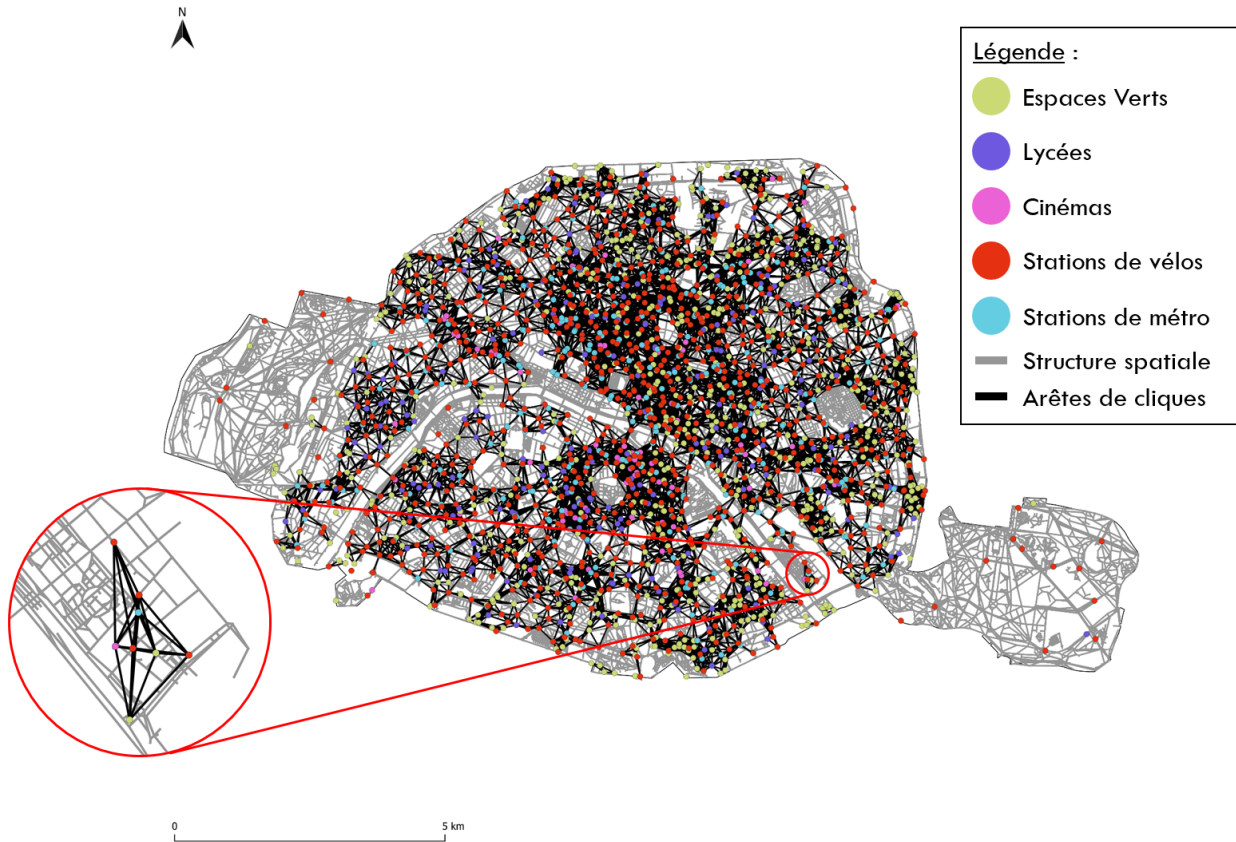 N
Légende :
Espaces Verts
Lycées
Cinémas
Stations de vélos
Stations de métro
Structure spatiale
Arêtes de cliques
0 5 km